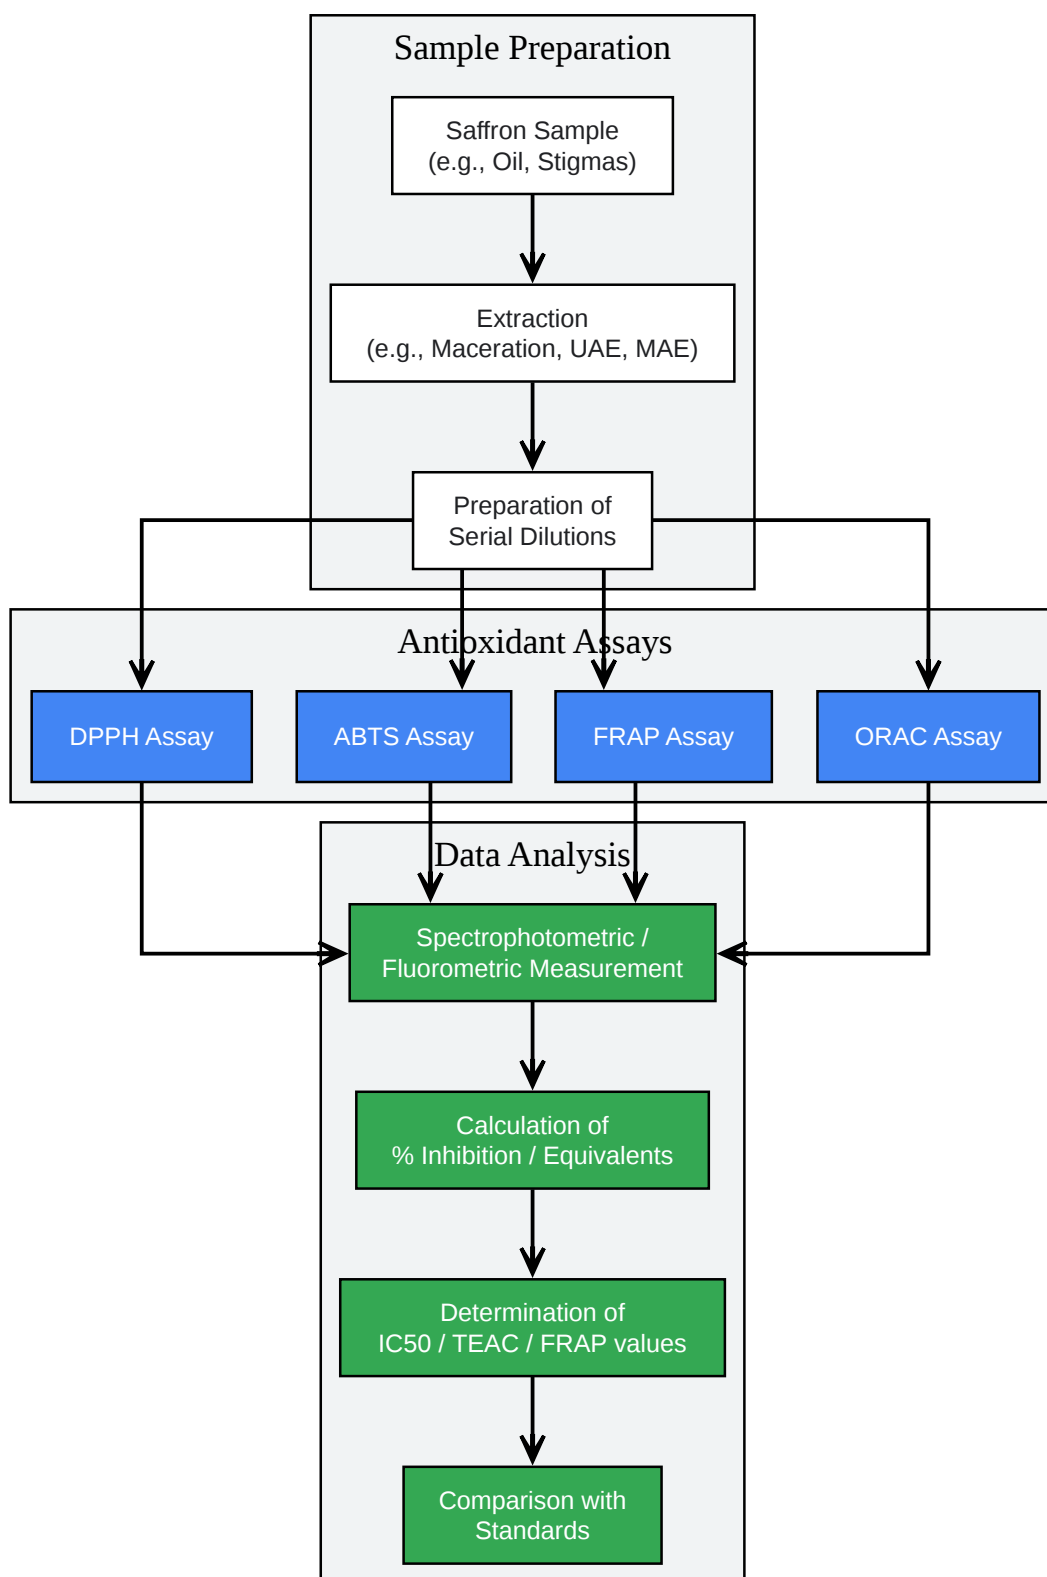 Sample Preparation
Saffron Sample
(e.g., Oil, Stigmas)
Extraction
(e.g., Maceration, UAE, MAE)
Preparation of
Serial Dilutions
Antioxidant Assays
DPPH Assay
ABTS Assay
FRAP Assay
ORAC Assay
Data Analysis
Spectrophotometric /
Fluorometric Measurement
Calculation of
% Inhibition / Equivalents
Determination of
IC50 / TEAC / FRAP values
Comparison with
Standards